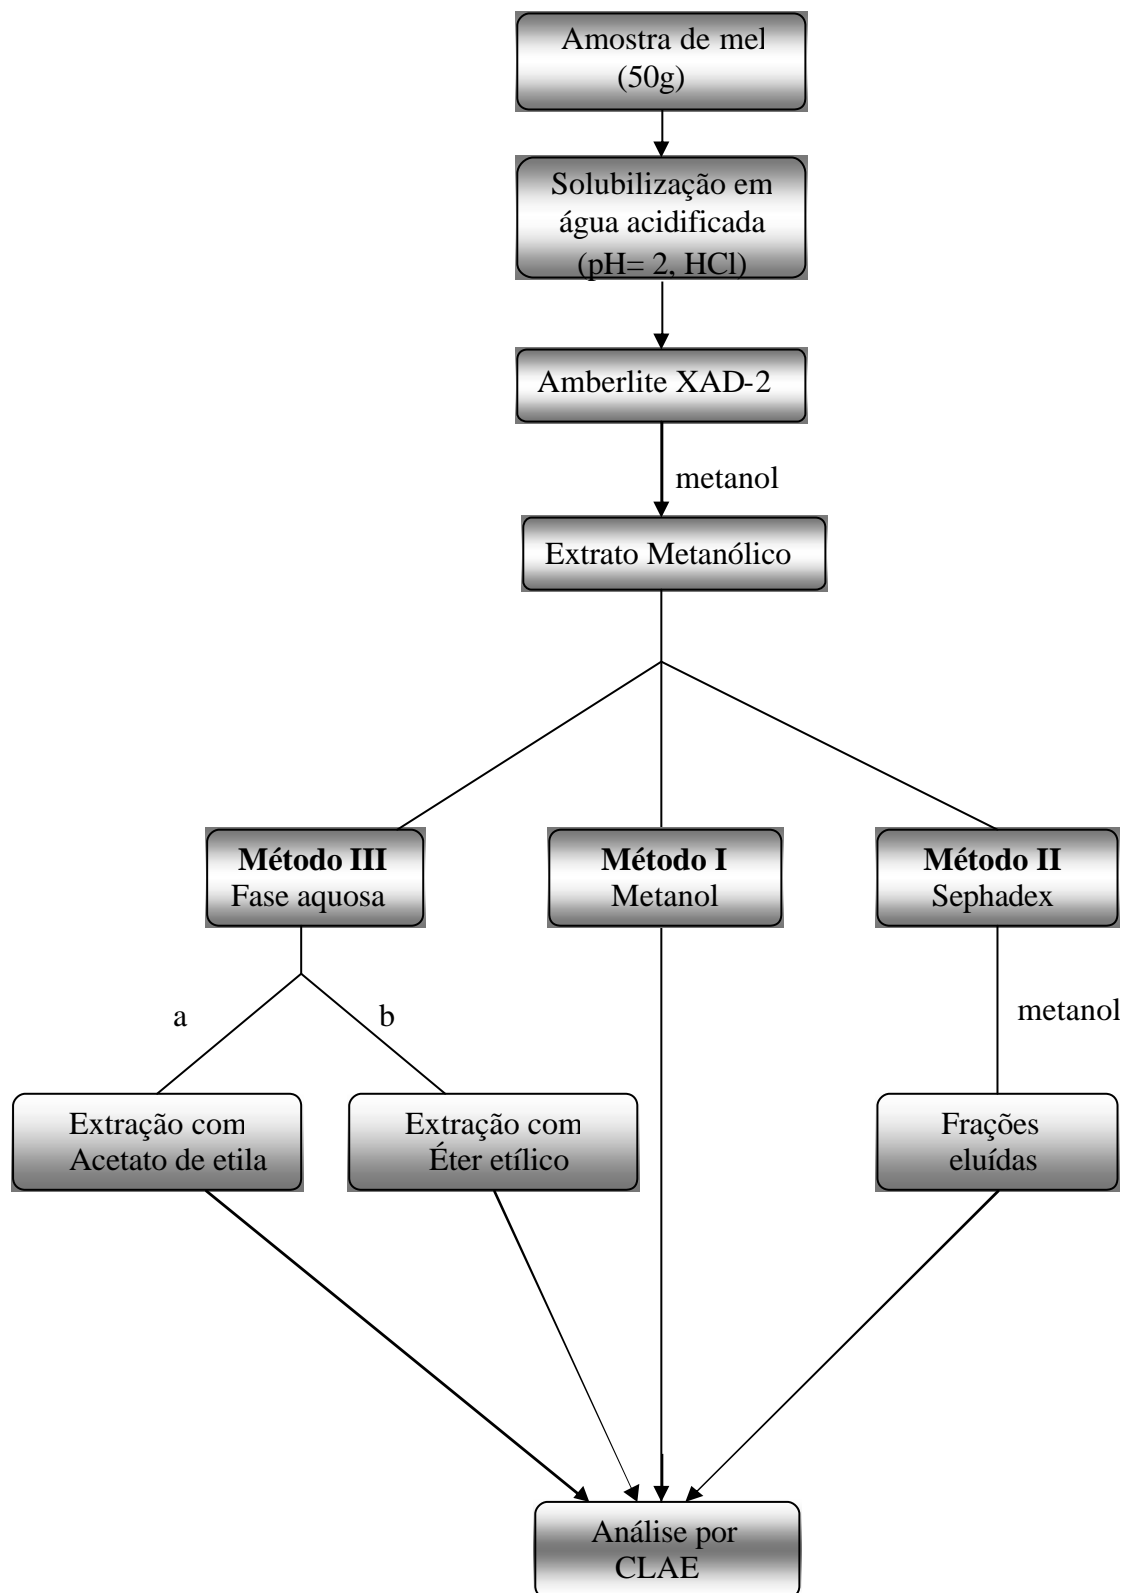 Amostra de mel
(50g)
Solubilização em
água acidificada
(pH= 2, HCl)
Amberlite XAD-2
metanol
Extrato Metanólico
Método III
Fase aquosa
Método I
Metanol
Método II
Sephadex
a
b
metanol
Extração com
Acetato de etila
Extração com
Éter etílico
Frações
eluídas
Análise por
CLAE